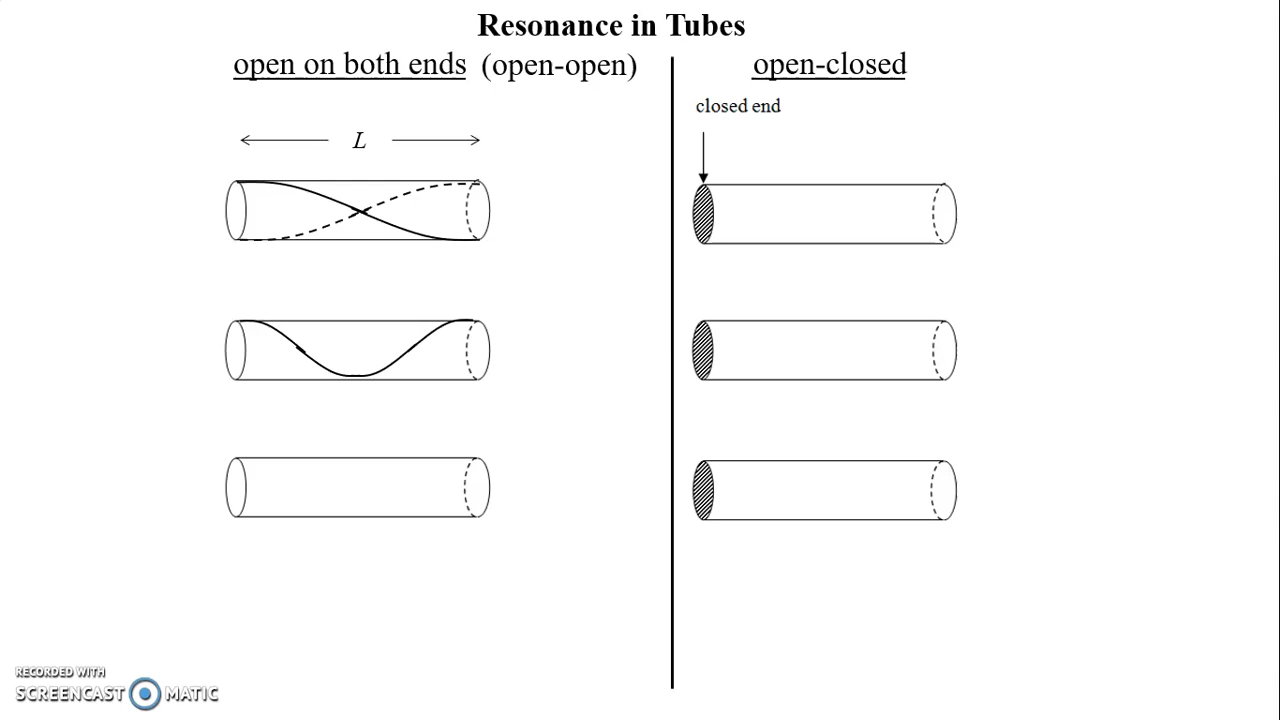 Resonance in Tubes
open on both ends (open-open)
L
open-closed
closed end
RECORDED WITH
SCREENCAST MATIC